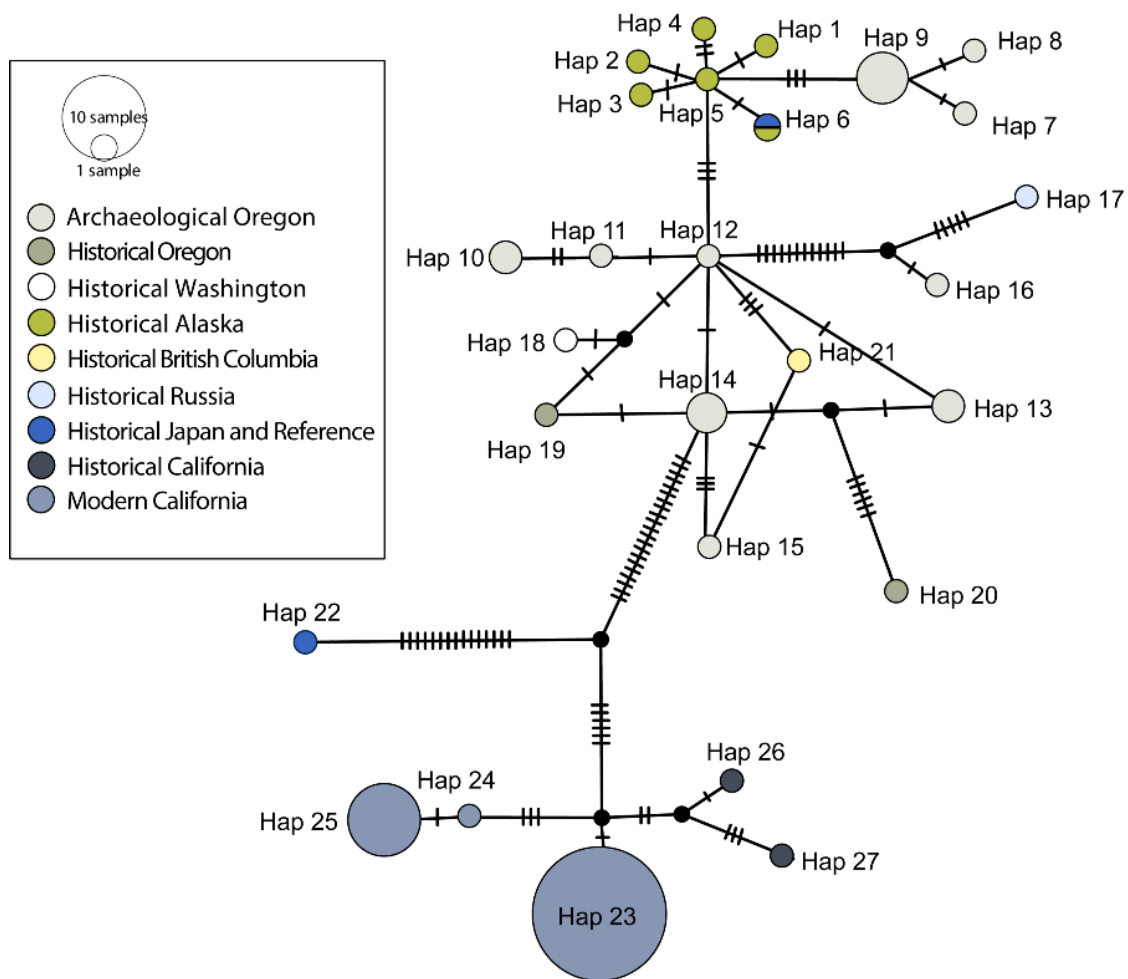 10 samples
1 sample
Archaeological Oregon
Historical Oregon
Historical Washington
Historical Alaska
Historical British Columbia
Historical Russia
Historical Japan and Reference
Historical California
Modern California
Hap 4
Hap 1
Hap 2
Hap 3
Hap 5
Hap 6
Hap 9
Hap 8
Hap 7
Hap 17
Hap 10
Hap 11
Hap 12
Hap 16
Hap 18
Hap 21
Hap 14
Hap 19
Hap 13
Hap 15
Hap 20
Hap 22
Hap 26
Hap 24
Hap 25
Hap 27
Hap 23